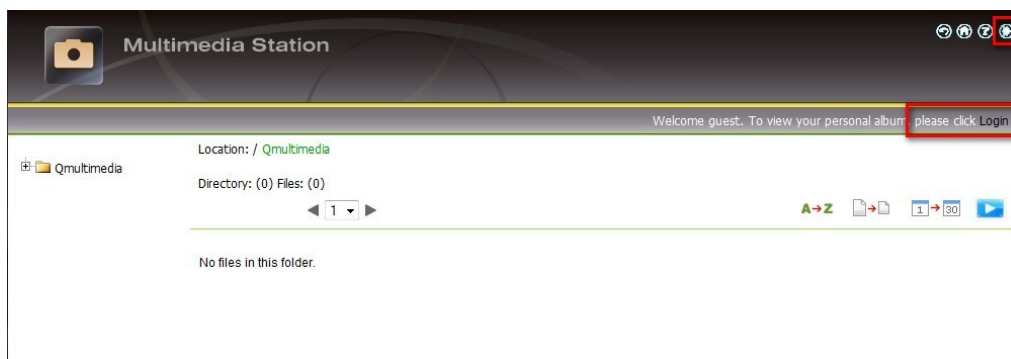 Multimedia Station
Welcome guest. To view your personal album, please click Login
Qmultimedia
Location: / Qmultimedia
Directory: (0) Files: (0)
1
A→Z
1→30
No files in this folder.